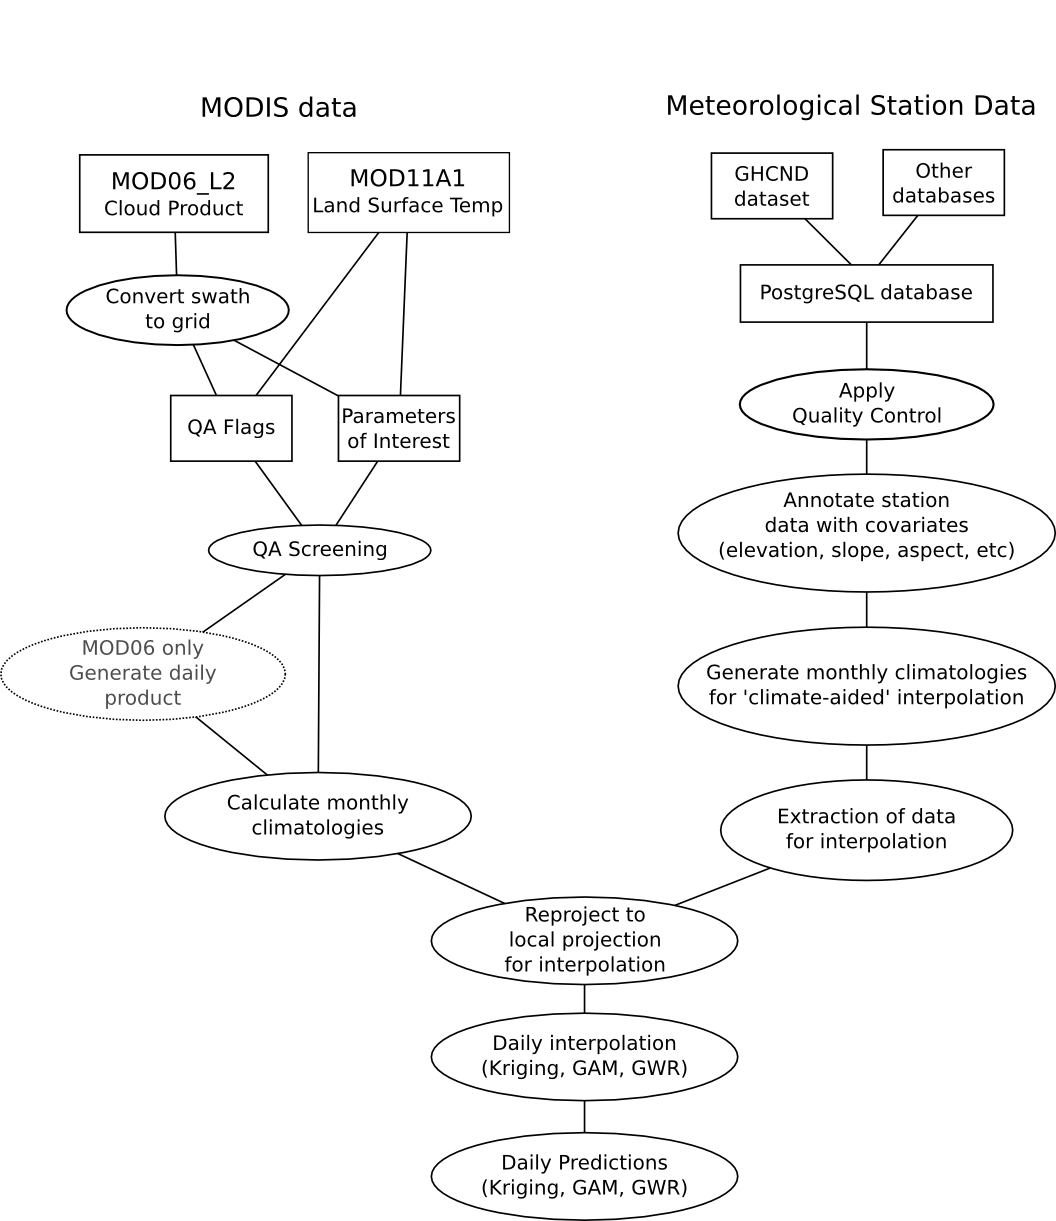 MODIS data
Meteorological Station Data
MOD06_L2
Cloud Product
MOD11A1
Land Surface Temp
GHCND
dataset
Other
databases
Convert swath
to grid
PostgreSQL database
QA Flags
Parameters
of Interest
Apply
Quality Control
QA Screening
Annotate station
data with covariates
(elevation, slope, aspect, etc)
MOD06 only
Generate daily
product
Generate monthly climatologies
for 'climate-aided' interpolation
Calculate monthly
climatologies
Extraction of data
for interpolation
Reproject to
local projection
for interpolation
Daily interpolation
(Kriging, GAM, GWR)
Daily Predictions
(Kriging, GAM, GWR)